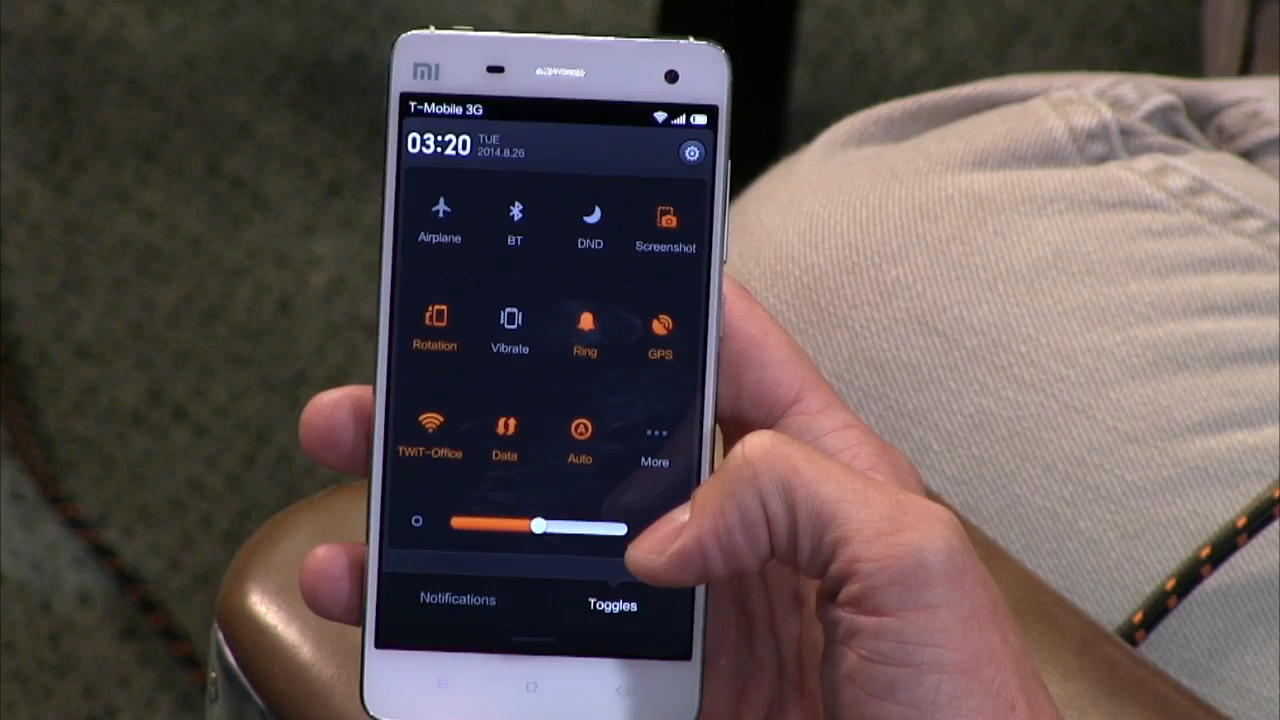 mi
T-Mobile 3G
03:20
TUE
2014.8.26
Airplane
BT
DND
Screenshot
Rotation
Vibrate
Ring
GPS
TWiT-Office
Data
A
Auto
More
Notifications
Toggles